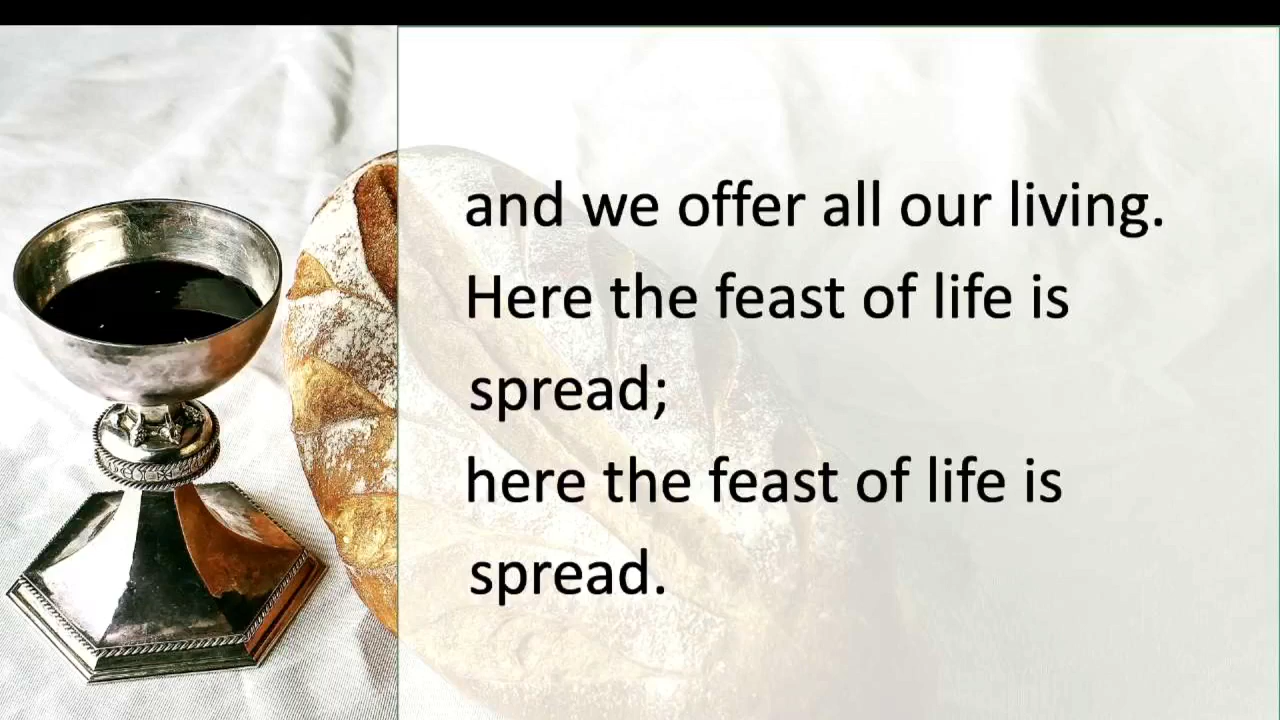 and we offer all our living.
Here the feast of life is
spread;
here the feast of life is
spread.